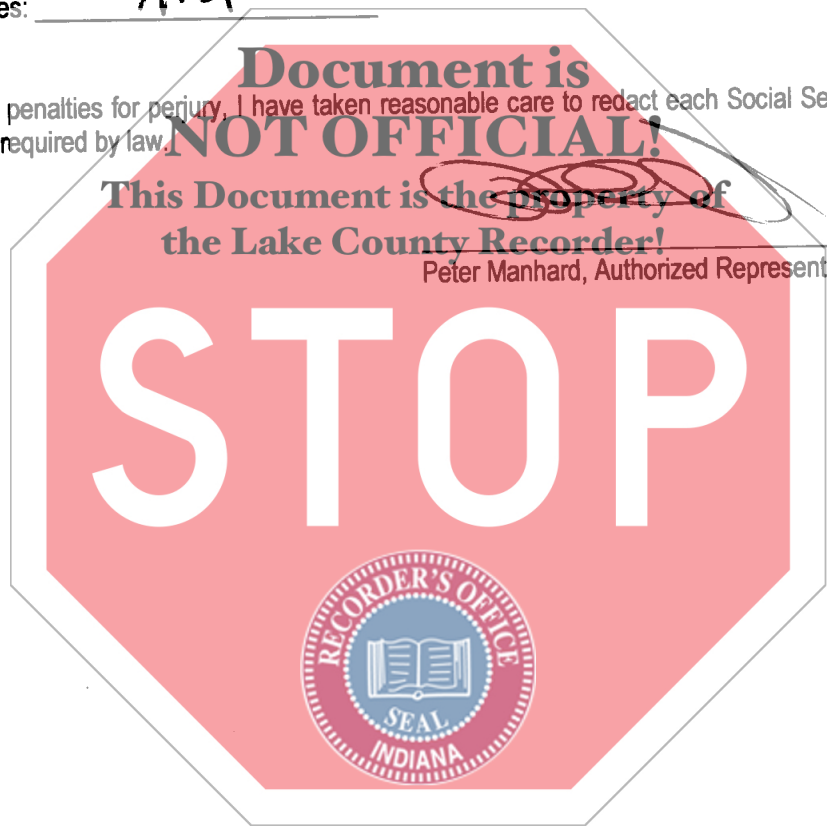 es:
Document is
penalties for perjury, I have taken reasonable care to redact each Social Se
required by law.
NOT OFFICIAL!
This Document is the property of
the Lake County Recorder!
Peter Manhard, Authorized Represent
STOP
RECORDER'S OFFICE
SEAL
INDIANA